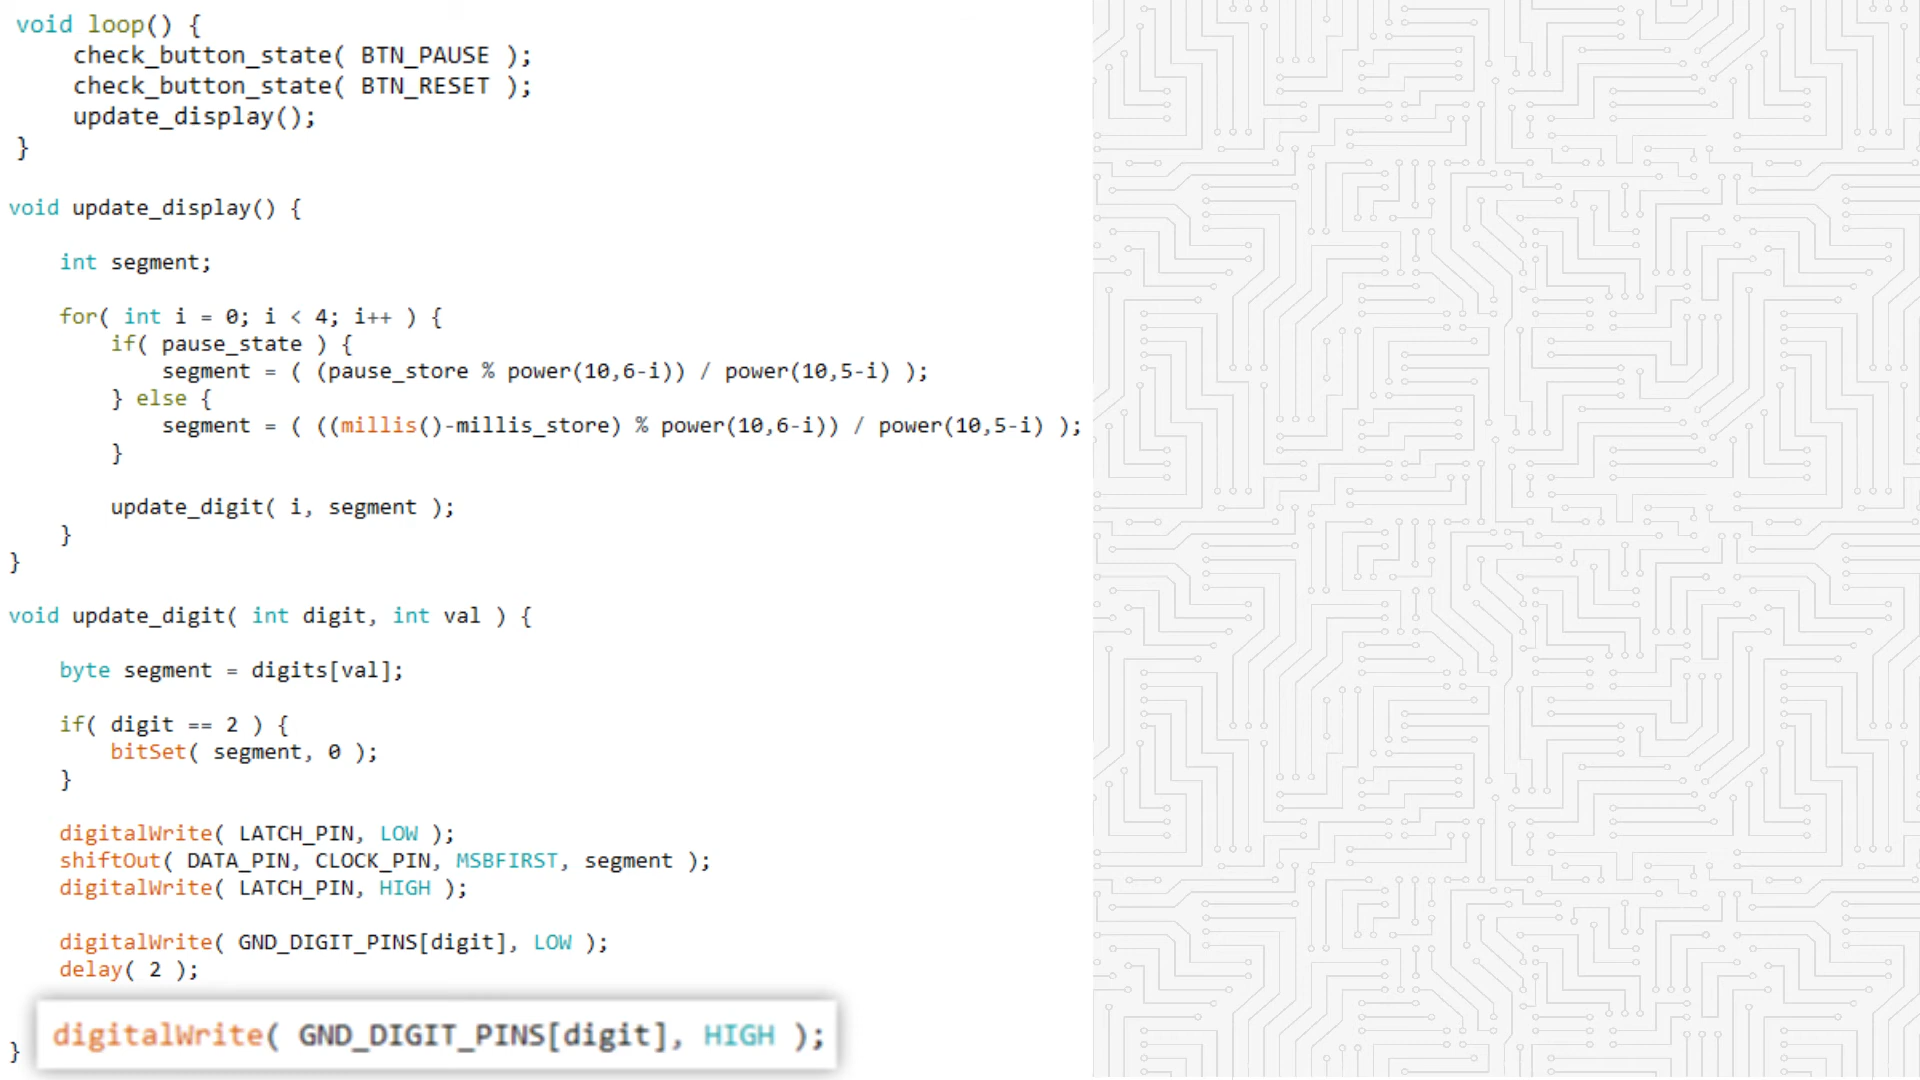 void loop() {
check_button_state( BTN_PAUSE );
check_button_state( BTN_RESET );
update_display();
}
void update_display() {
int segment;
for( int i = 0; i < 4; i++ ) {
if( pause_state ) {
segment = ( (pause_store % power(10,6-i)) / power(10,5-i) );
} else {
segment = ( ((millis()-millis_store) % power(10,6-i)) / power(10,5-i) );
}
update_digit( i, segment );
}
}
void update_digit( int digit, int val ) {
byte segment = digits[val];
if( digit == 2 ) {
bitSet( segment, 0 );
}
digitalWrite( LATCH_PIN, LOW );
shiftOut( DATA_PIN, CLOCK_PIN, MSBFIRST, segment );
digitalWrite( LATCH_PIN, HIGH );
digitalWrite( GND_DIGIT_PINS[digit], LOW );
delay( 2 );
digitalWrite( GND_DIGIT_PINS[digit], HIGH );
}